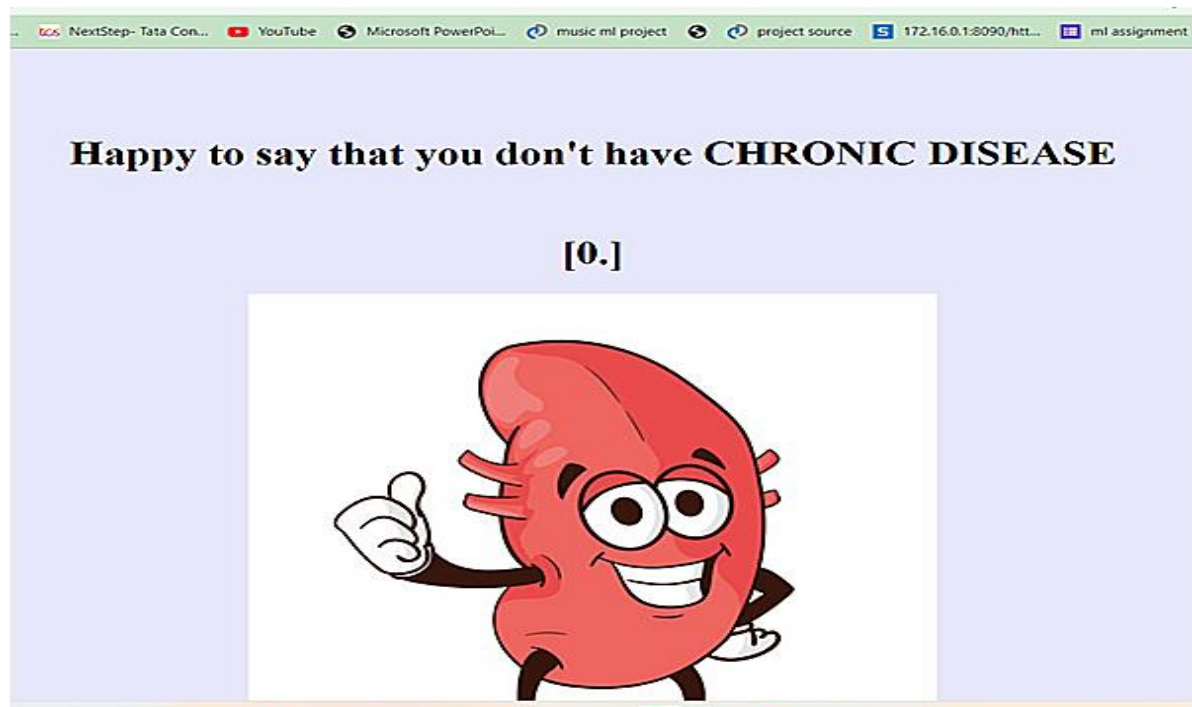 ... NextStep- Tata Con... YouTube Microsoft PowerPoi... music ml project project source 172.16.0.1:8090/htt... ml assignment
Happy to say that you don't have CHRONIC DISEASE
[0.]